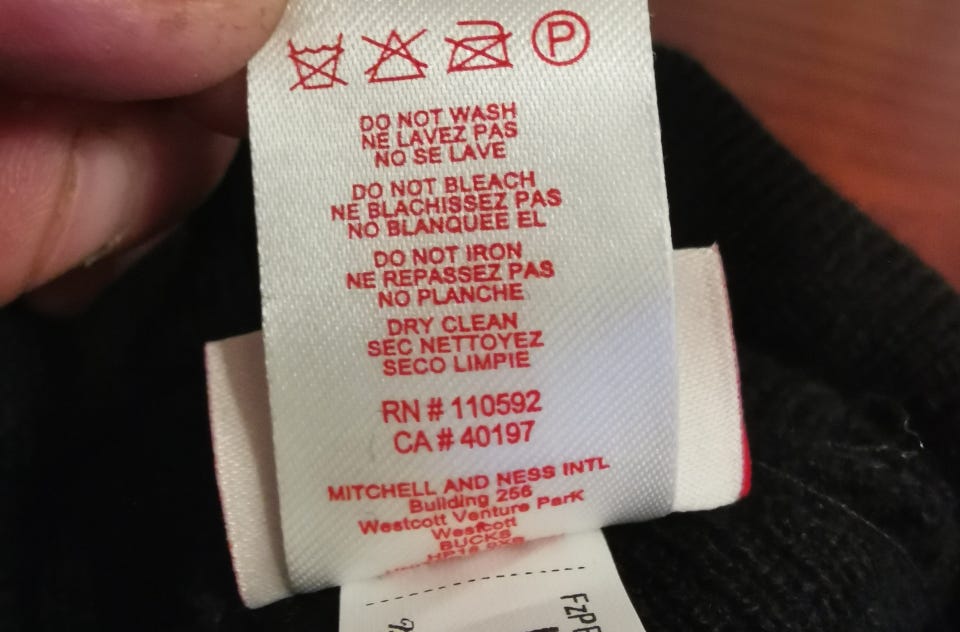 P
DO NOT WASH
NE LAVEZ PAS
NO SE LAVE
DO NOT BLEACH
NE BLACHISSEZ PAS
NO BLANQUEE EL
DO NOT IRON
NE REPASSEZ PAS
NO PLANCHE
DRY CLEAN
SEC NETTOYEZ
SECO LIMPIE
RN # 110592
CA # 40197
MITCHELL AND NESS INTL
Building 256
Westcott Venture ParK
Westcott
BUCKS